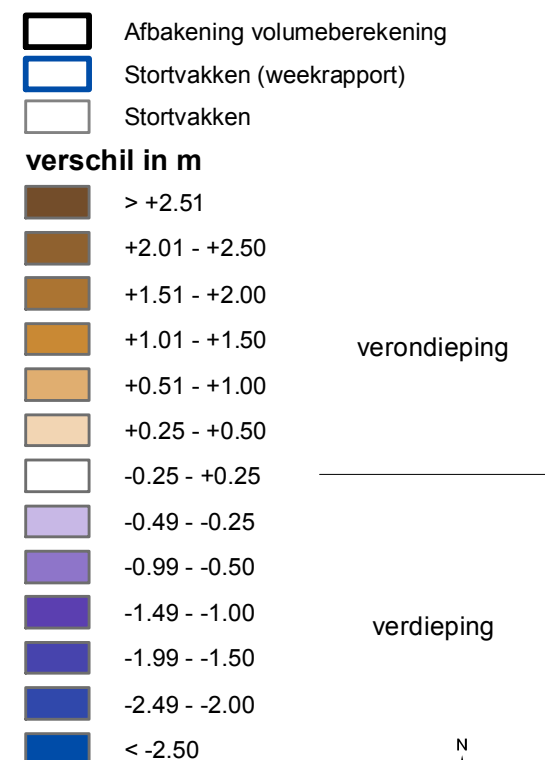 Afbakening volumeberekening
Stortvakken (weekrapport)
Stortvakken
verschil in m
> +2.51
+2.01 - +2.50
+1.51 - +2.00
+1.01 - +1.50
verondieping
+0.51 - +1.00
+0.25 - +0.50
-0.25 - +0.25
-0.49 - -0.25
-0.99 - -0.50
-1.49 - -1.00
verdieping
-1.99 - -1.50
-2.49 - -2.00
< -2.50
N